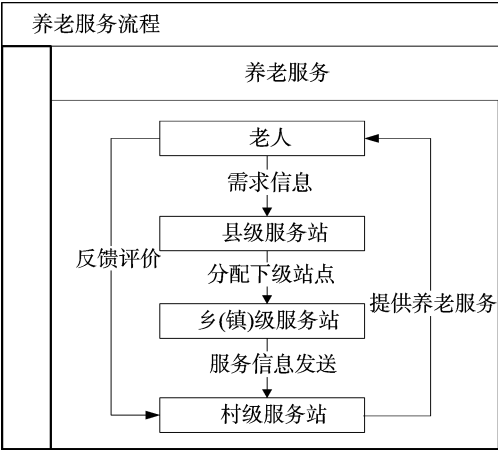 养老服务流程
养老服务
老人
需求信息
县级服务站
反馈评价
分配下级站点
提供养老服务
乡(镇)级服务站
服务信息发送
村级服务站